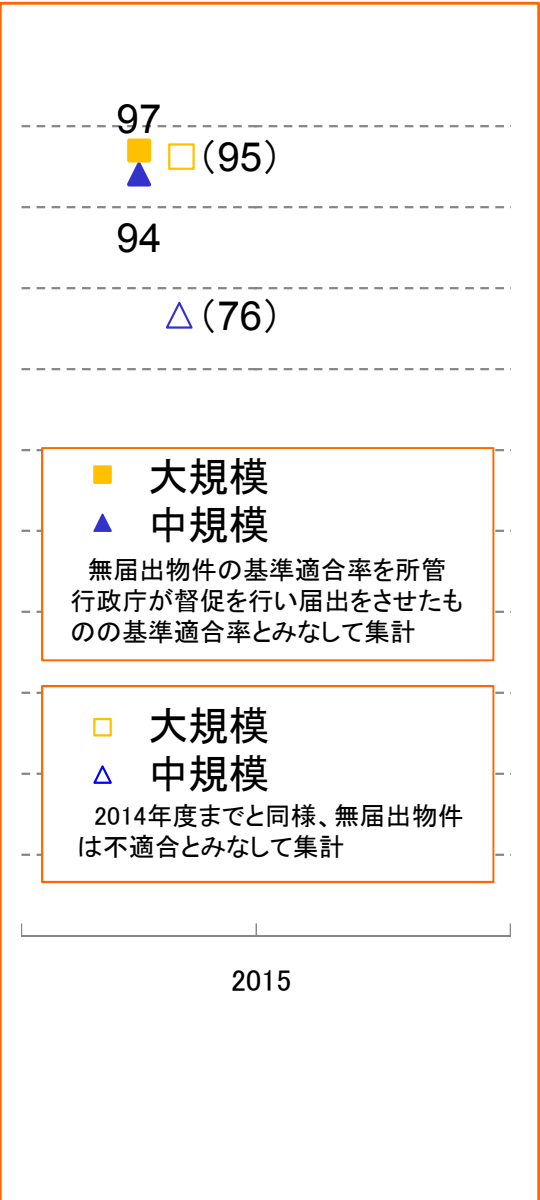 97
(95)
94
(76)
大規模
中規模
無届出物件の基準適合率を所管
行政庁が督促を行い届出をさせたも
のの基準適合率とみなして集計
大規模
中規模
2014年度までと同様、無届出物件
は不適合とみなして集計
2015